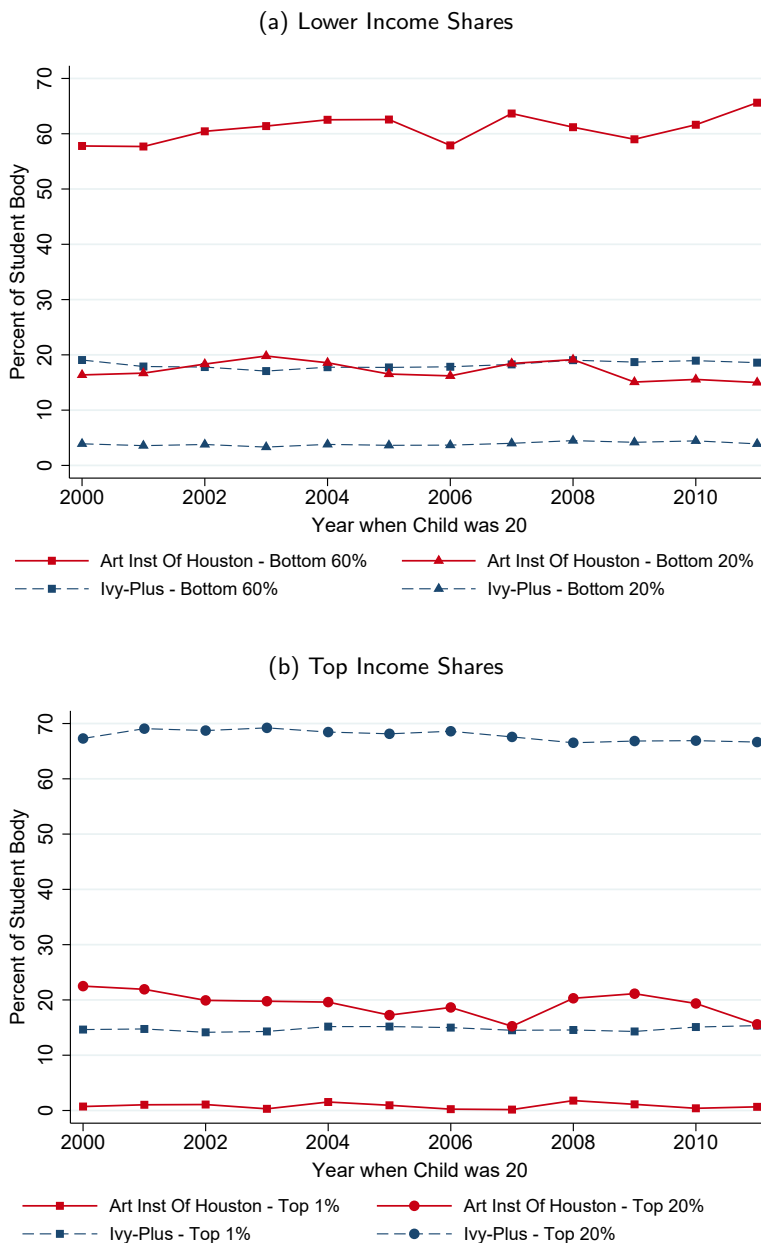 (a) Lower Income Shares
Percent of Student Body
70
60
50
40
30
20
10
0
2000 2002 2004 2006 2008 2010
Year when Child was 20
Art Inst Of Houston - Bottom 60% Art Inst Of Houston - Bottom 20%
Ivy-Plus - Bottom 60% Ivy-Plus - Bottom 20%
(b) Top Income Shares
Percent of Student Body
70
60
50
40
30
20
10
0
2000 2002 2004 2006 2008 2010
Year when Child was 20
Art Inst Of Houston - Top 1% Art Inst Of Houston - Top 20%
Ivy-Plus - Top 1% Ivy-Plus - Top 20%